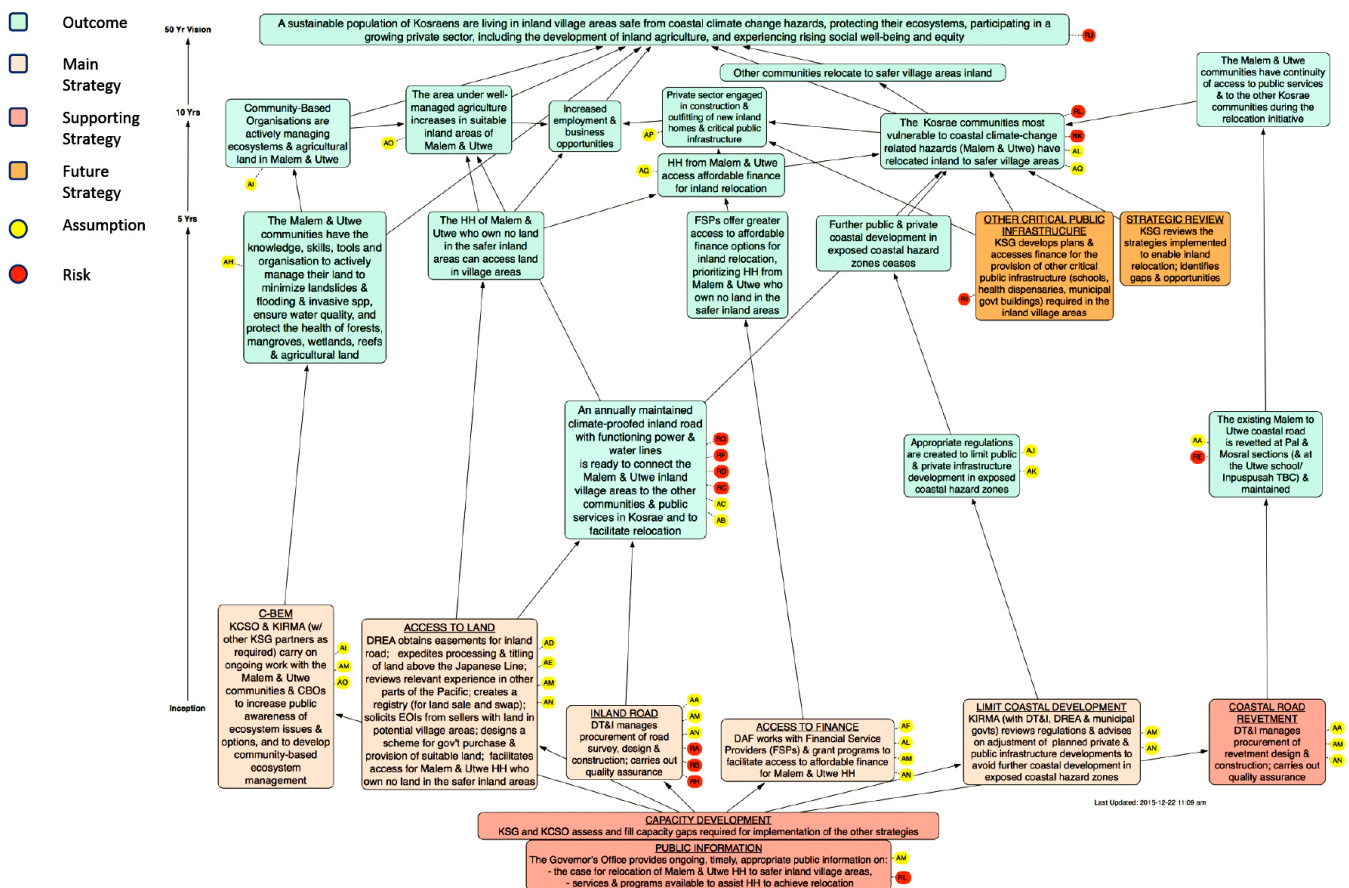 Outcome
Main
Strategy
Supporting
Strategy
Future
Strategy
Assumption
Risk
50 Yr Vision
10 Yrs
5 Yrs
Inception
A sustainable population of Kosraens are living in inland village areas safe from coastal climate change hazards, protecting their ecosystems, participating in a
growing private sector, including the development of inland agriculture, and experiencing rising social well-being and equity
RJ
Other communities relocate to safer village areas inland
The Malem & Utwe
communities have continuity
of access to public services
& to the other Kosrae
communities during the
relocation initiative
Community-Based
Organisations are
actively managing
ecosystems & agricultural
land in Malem & Utwe
AI
The area under well-
managed agriculture
increases in suitable
inland areas of
Malem & Utwe
AO
Increased
employment &
business
opportunities
Private sector engaged
in construction &
outfitting of new inland
homes & critical public
infrastructure
AP
The Kosrae communities most
vulnerable to coastal climate-change
related hazards (Malem & Utwe) have
relocated inland to safer village areas
RL
RK
AL
AQ
HH from Malem & Utwe
access affordable finance
for inland relocation
AG
The Malem & Utwe
communities have the
knowledge, skills, tools and
organisation to actively
manage their land to
minimize landslides &
flooding & invasive spp,
ensure water quality, and
protect the health of forests,
mangroves, wetlands, reefs
& agricultural land
AH
The HH of Malem &
Utwe who own no land
in the safer inland
areas can access land
in village areas
FSPs offer greater
access to affordable
finance options for
inland relocation,
prioritizing HH from
Malem & Utwe who
own no land in the
safer inland areas
Further public & private
coastal development in
exposed coastal hazard
zones ceases
OTHER CRITICAL PUBLIC
INFRASTRUCURE
KSG develops plans &
accesses finance for the
provision of other critical
public infrastructure (schools,
health dispensaries, municipal
govt buildings) required in the
inland village areas
RI
STRATEGIC REVIEW
KSG reviews the
strategies implemented
to enable inland
relocation; identifies
gaps & opportunities
An annually maintained
climate-proofed inland road
with functioning power &
water lines
is ready to connect the
Malem & Utwe inland
village areas to the other
communities & public
services in Kosrae and to
facilitate relocation
RG
RF
RD
RC
AC
AB
Appropriate regulations
are created to limit public
& private infrastructure
development in exposed
coastal hazard zones
AJ
AK
The existing Malem to
Utwe coastal road
is revetted at Pal &
Mosral sections (& at
the Utwe school/
Inpuspusah TBC) &
maintained
AA
RE
C-BEM
KCSO & KIRMA (w/
other KSG partners as
required) carry on
ongoing work with the
Malem & Utwe
communities & CBOs
to increase public
awareness of
ecosystem issues &
options, and to develop
community-based
ecosystem
management
AI
AM
AO
ACCESS TO LAND
DREA obtains easements for inland
road; expedites processing & titling
of land above the Japanese Line;
reviews relevant experience in other
parts of the Pacific; creates a
registry (for land sale and swap);
solicits EOIs from sellers with land in
potential village areas; designs a
scheme for gov't purchase &
provision of suitable land; facilitates
access for Malem & Utwe HH who
own no land in the safer inland areas
AD
AE
AM
AN
INLAND ROAD
DT&I manages
procurement of road
survey, design &
construction; carries out
quality assurance
AA
AM
AN
RA
RB
RH
ACCESS TO FINANCE
DAF works with Financial Service
Providers (FSPs) & grant programs to
facilitate access to affordable finance
for Malem & Utwe HH
AF
AL
AM
AN
LIMIT COASTAL DEVELOPMENT
KIRMA (with DT&I, DREA & municipal
govts) reviews regulations & advises
on adjustment of planned private &
public infrastructure developments to
avoid further coastal development in
exposed coastal hazard zones
AM
AN
COASTAL ROAD
REVETMENT
DT&I manages
procurement of
revetment design &
construction; carries out
quality assurance
AA
AM
AN
Last Updated: 2015-12-22 11:09 am
CAPACITY DEVELOPMENT
KSG and KCSO assess and fill capacity gaps required for implementation of the other strategies
PUBLIC INFORMATION
The Governor's Office provides ongoing, timely, appropriate public information on:
- the case for relocation of Malem & Utwe HH to safer inland village areas,
- services & programs available to assist HH to achieve relocation
AM
RL